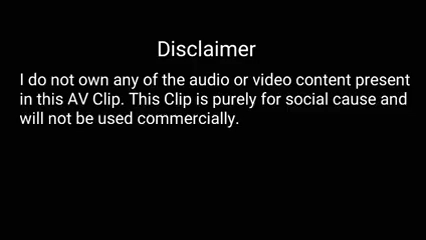 Disclaimer
I do not own any of the audio or video content present
in this AV Clip. This Clip is purely for social cause and
will not be used commercially.